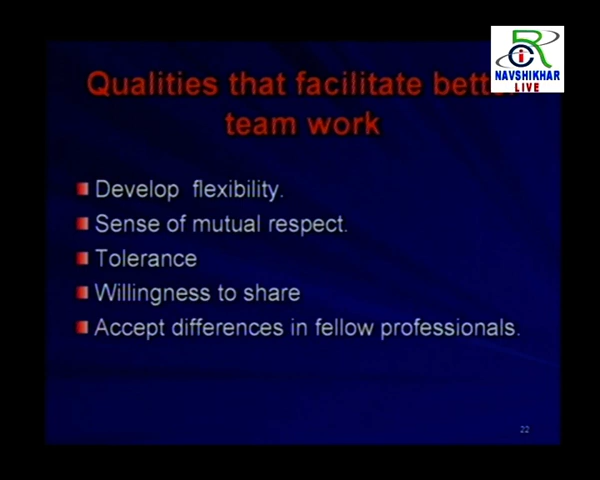 CR
NAVSHIKHAR
LIVE
Qualities that facilitate better
team work
Develop flexibility.
Sense of mutual respect.
Tolerance
Willingness to share
Accept differences in fellow professionals.
22